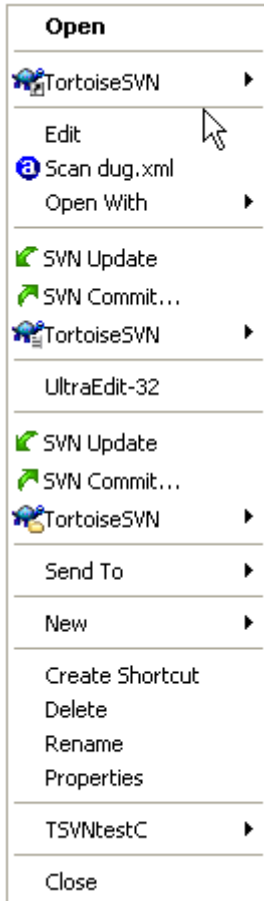 Open
TortoiseSVN
Edit
Scan dug.xml
Open With
SVN Update
SVN Commit...
TortoiseSVN
UltraEdit-32
SVN Update
SVN Commit...
TortoiseSVN
Send To
New
Create Shortcut
Delete
Rename
Properties
TSVNtestC
Close